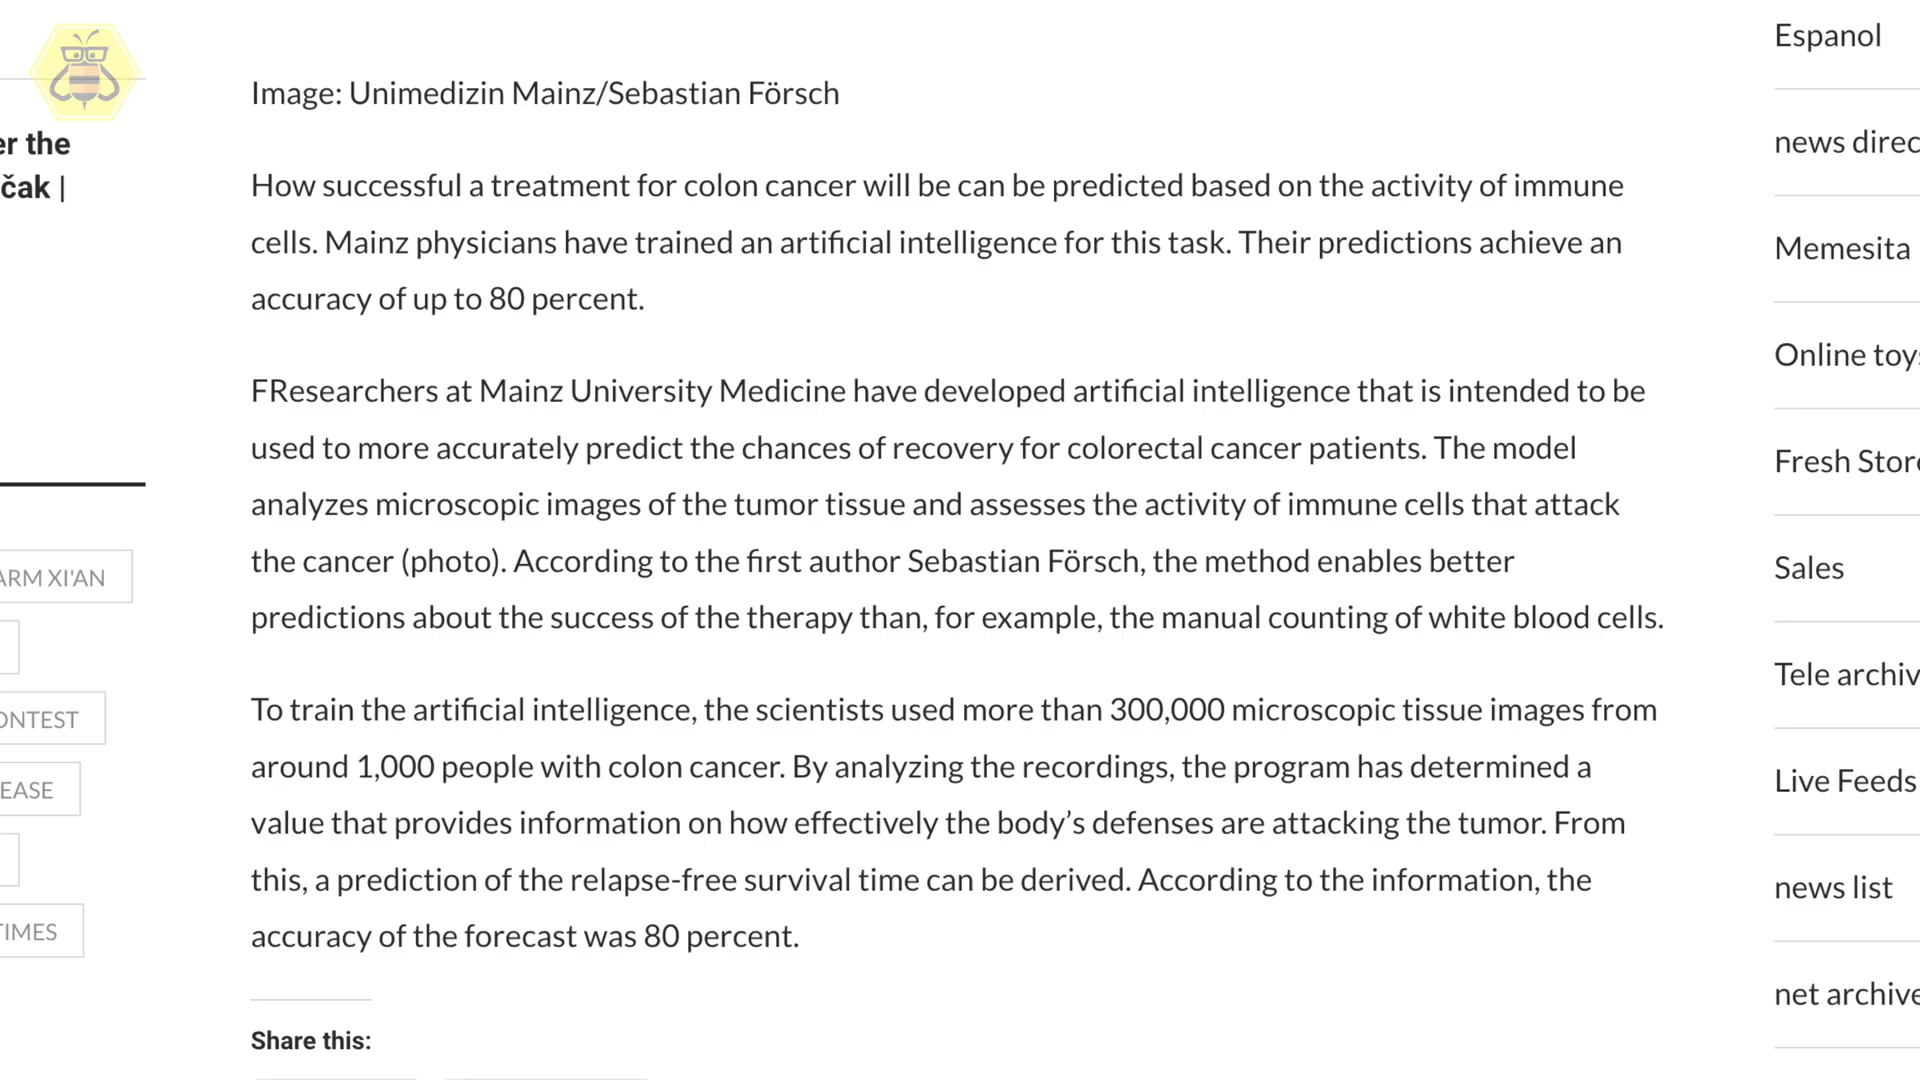 er the
čak |
ARM XI'AN
ONTEST
EASE
TIMES
Image: Unimedizin Mainz/Sebastian Försch
How successful a treatment for colon cancer will be can be predicted based on the activity of immune
cells. Mainz physicians have trained an artificial intelligence for this task. Their predictions achieve an
accuracy of up to 80 percent.
FResearchers at Mainz University Medicine have developed artificial intelligence that is intended to be
used to more accurately predict the chances of recovery for colorectal cancer patients. The model
analyzes microscopic images of the tumor tissue and assesses the activity of immune cells that attack
the cancer (photo). According to the first author Sebastian Försch, the method enables better
predictions about the success of the therapy than, for example, the manual counting of white blood cells.
To train the artificial intelligence, the scientists used more than 300,000 microscopic tissue images from
around 1,000 people with colon cancer. By analyzing the recordings, the program has determined a
value that provides information on how effectively the body’s defenses are attacking the tumor. From
this, a prediction of the relapse-free survival time can be derived. According to the information, the
accuracy of the forecast was 80 percent.
Share this:
Espanol
news direc
Memesita
Online toys
Fresh Store
Sales
Tele archiv
Live Feeds
news list
net archive